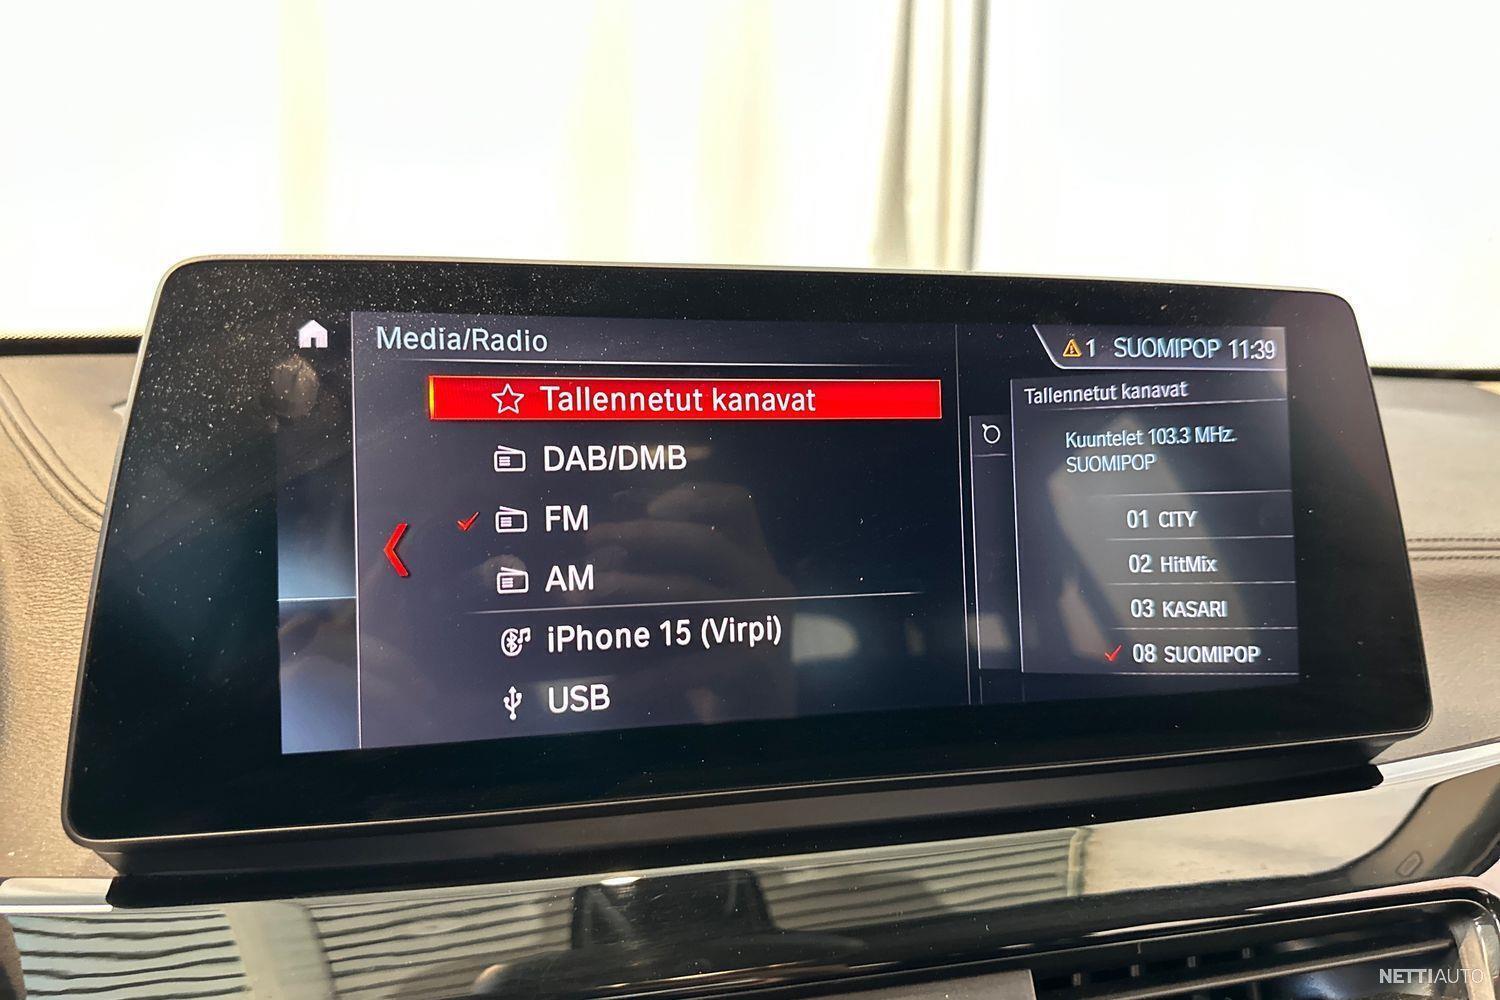 Media/Radio
Tallennetut kanavat
DAB/DMB
FM
AM
iPhone 15 (Virpi)
USB
1 SUOMIPOP 11:39
Tallennetut kanavat
Kuuntelet 103.3 MHz.
SUOMIPOP
01 CITY
02 HitMix
03 KASARI
08 SUOMIPOP
NETTIAUTO